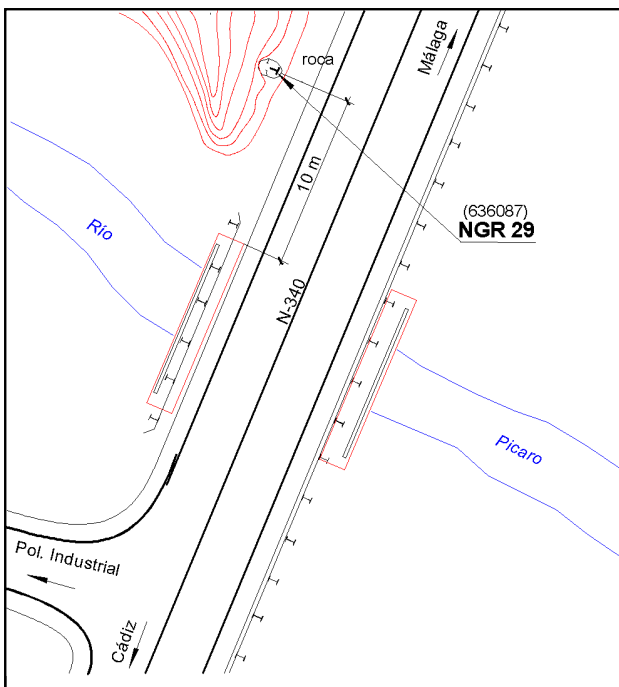 roca
Málaga
10 m
(636087)
NGR 29
Río
N-340
Picaro
Pol. Industrial
Cádiz